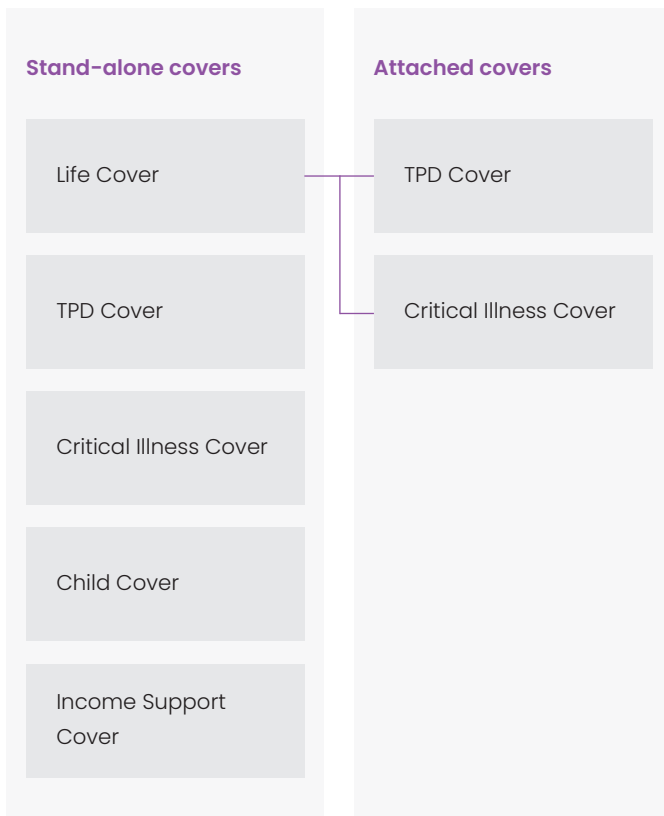 Stand-alone covers
Life Cover
TPD Cover
Critical Illness Cover
Child Cover
Income Support
Cover
Attached covers
TPD Cover
Critical Illness Cover